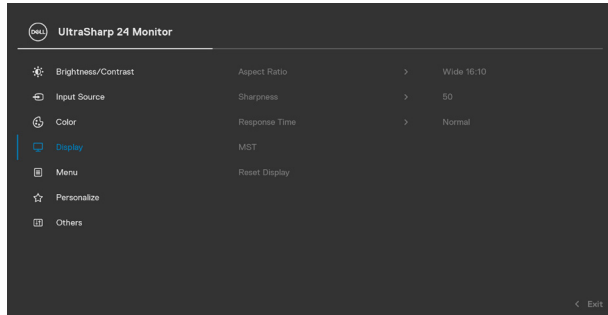 DELL UltraSharp 24 Monitor
Brightness/Contrast Aspect Ratio > Wide 16:10
Input Source Sharpness > 50
Color Response Time > Normal
Display MST
Menu Reset Display
Personalize
Others
< Exit